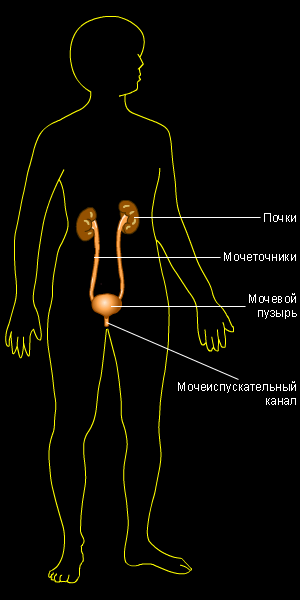 Почки
Мочеточники
Мочевой
пузырь
Мочеиспускательный
канал